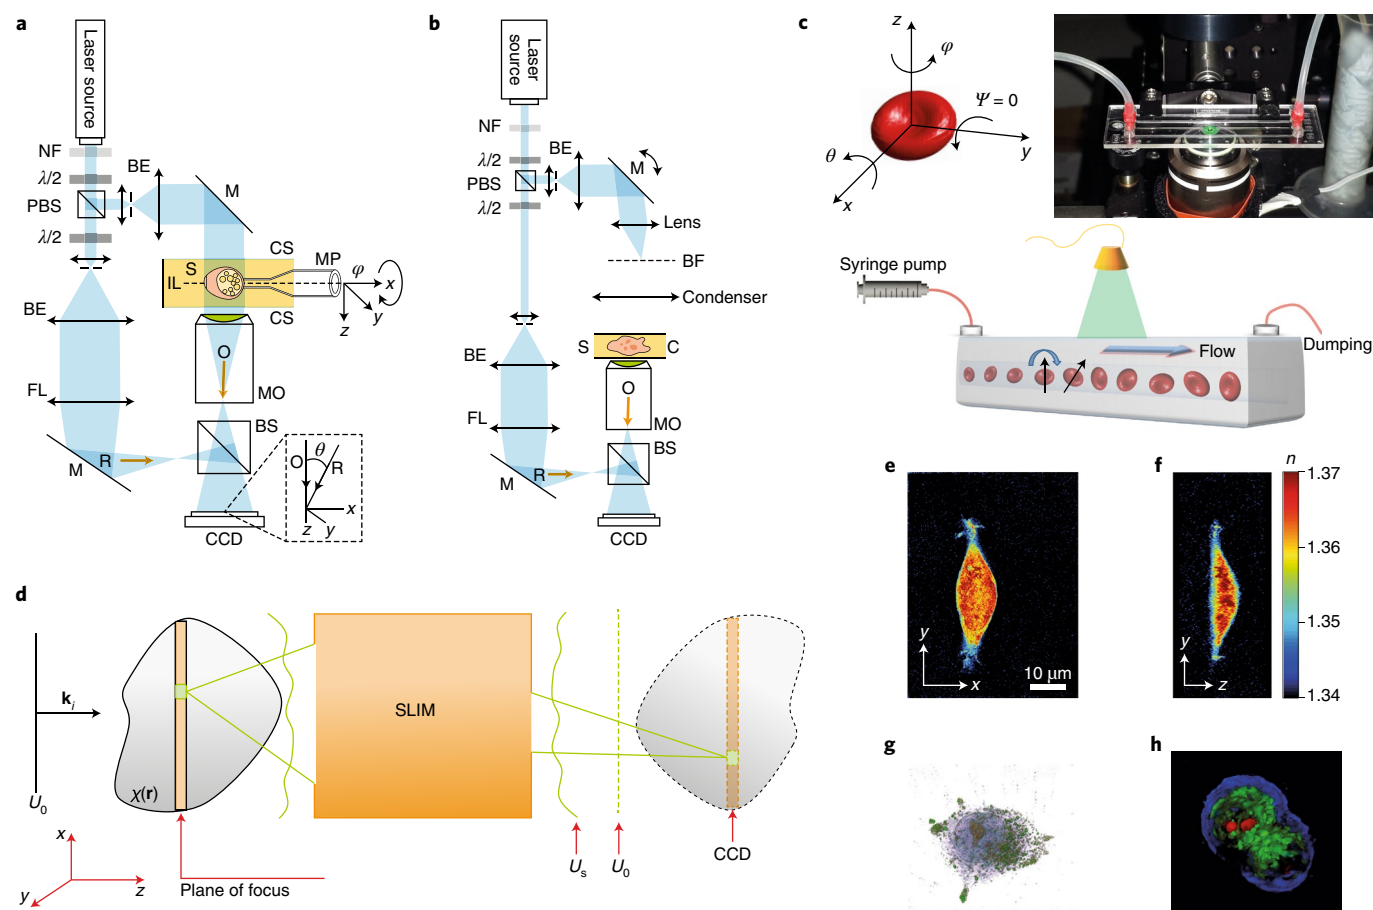 a
Laser source
NF
λ/2
PBS
λ/2
BE
M
CS
IL
S
MP
φ
x
y
z
CS
BE
O
FL
MO
BS
M
R
CCD
O
θ
R
x
z
y
b
Laser
source
NF
λ/2
PBS
λ/2
BE
M
Lens
BF
Condenser
S
C
BE
O
FL
MO
BS
M
R
CCD
c
z
φ
Ψ = 0
θ
y
x
Syringe pump
Flow
Dumping
d
kᵢ
χ(r)
U₀
SLIM
Uₛ
U₀
CCD
x
y
z
Plane of focus
e
y
x
10 µm
f
y
z
n
1.37
1.36
1.35
1.34
g
h